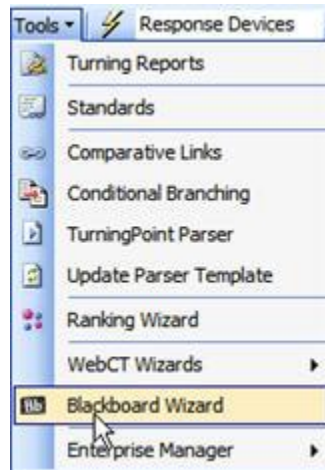 Tools Response Devices
Turning Reports
Standards
Comparative Links
Conditional Branching
TurningPoint Parser
Update Parser Template
Ranking Wizard
WebCT Wizards
Bb Blackboard Wizard
Enterprise Manager